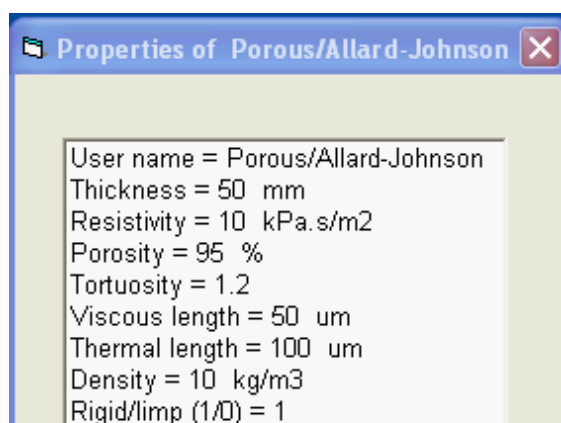 Properties of Porous/Allard-Johnson
User name = Porous/Allard-Johnson
Thickness = 50 mm
Resistivity = 10 kPa.s/m2
Porosity = 95 %
Tortuosity = 1.2
Viscous length = 50 um
Thermal length = 100 um
Density = 10 kg/m3
Rigid/limp (1/0) = 1